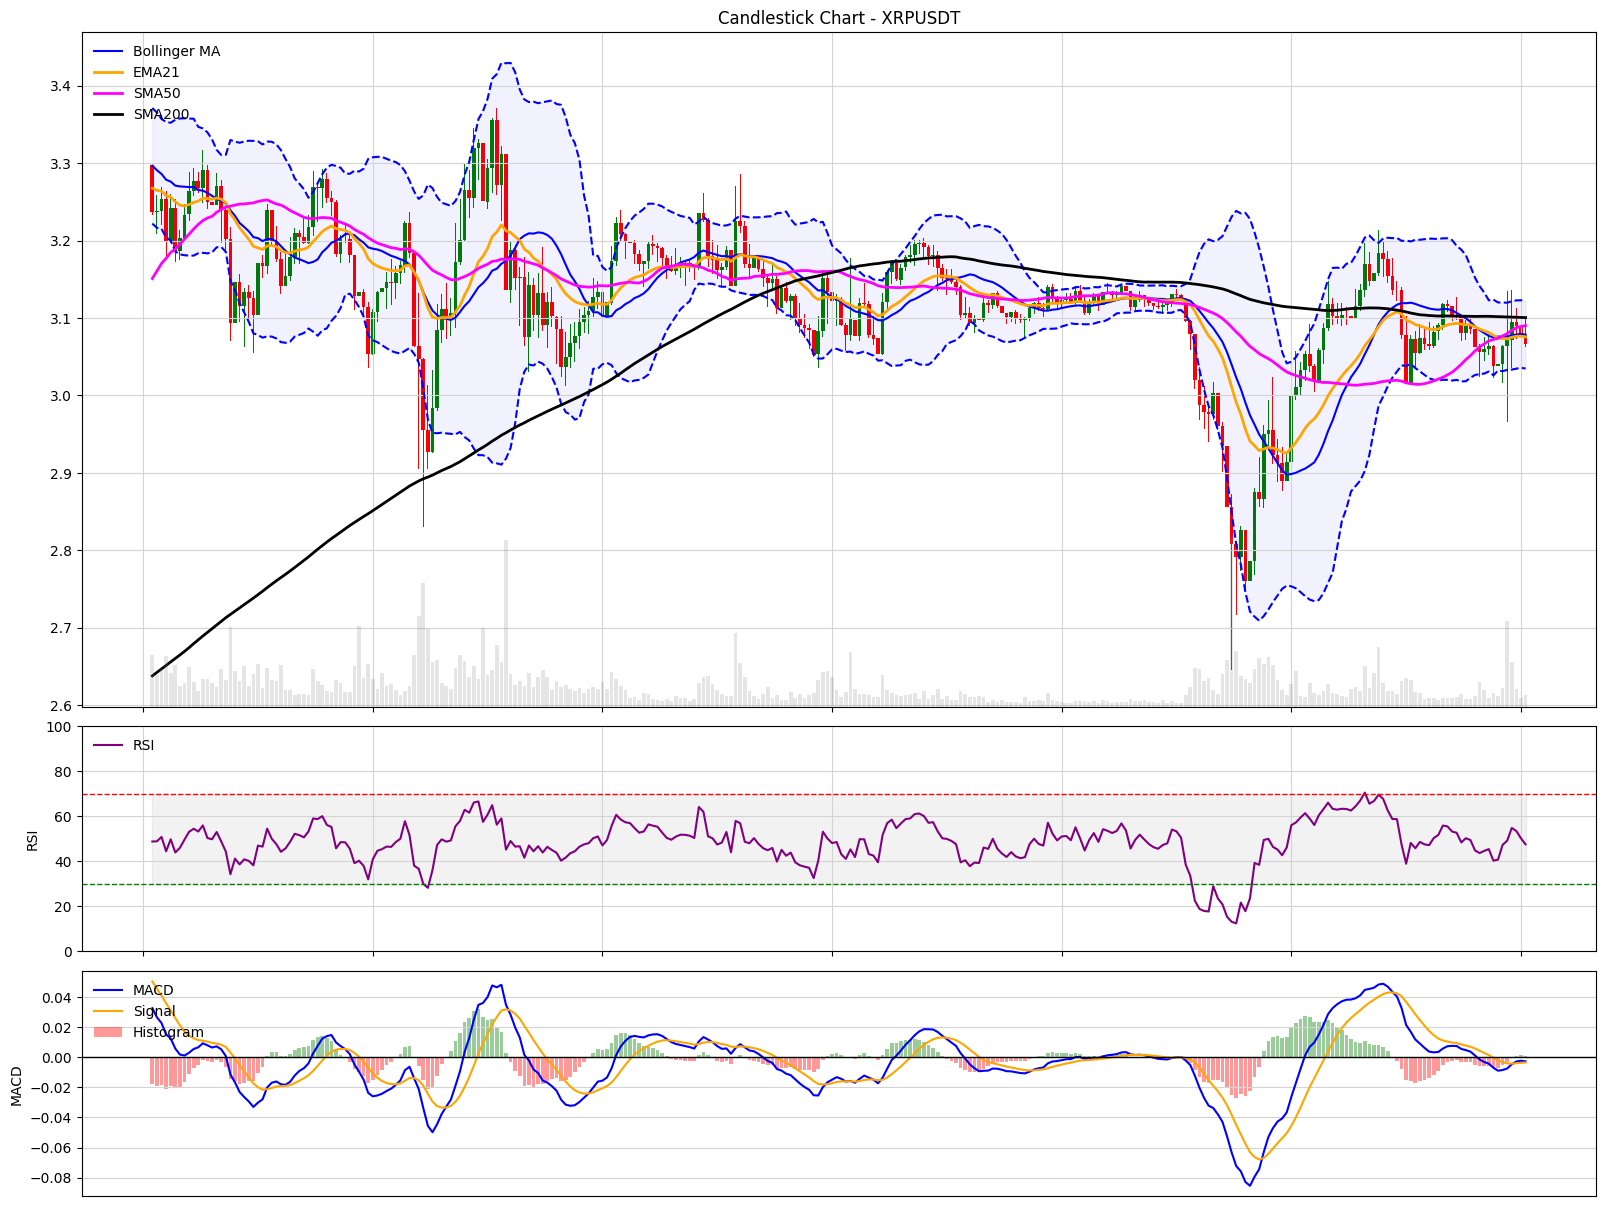 Candlestick Chart - XRPUSDT
Bollinger MA
EMA21
SMA50
SMA200
3.4
3.3
3.2
3.1
3.0
2.9
2.8
2.7
2.6
RSI
100
80
60
40
20
0
RSI
MACD
Signal
Histogram
0.04
0.02
0.00
−0.02
−0.04
−0.06
−0.08
MACD